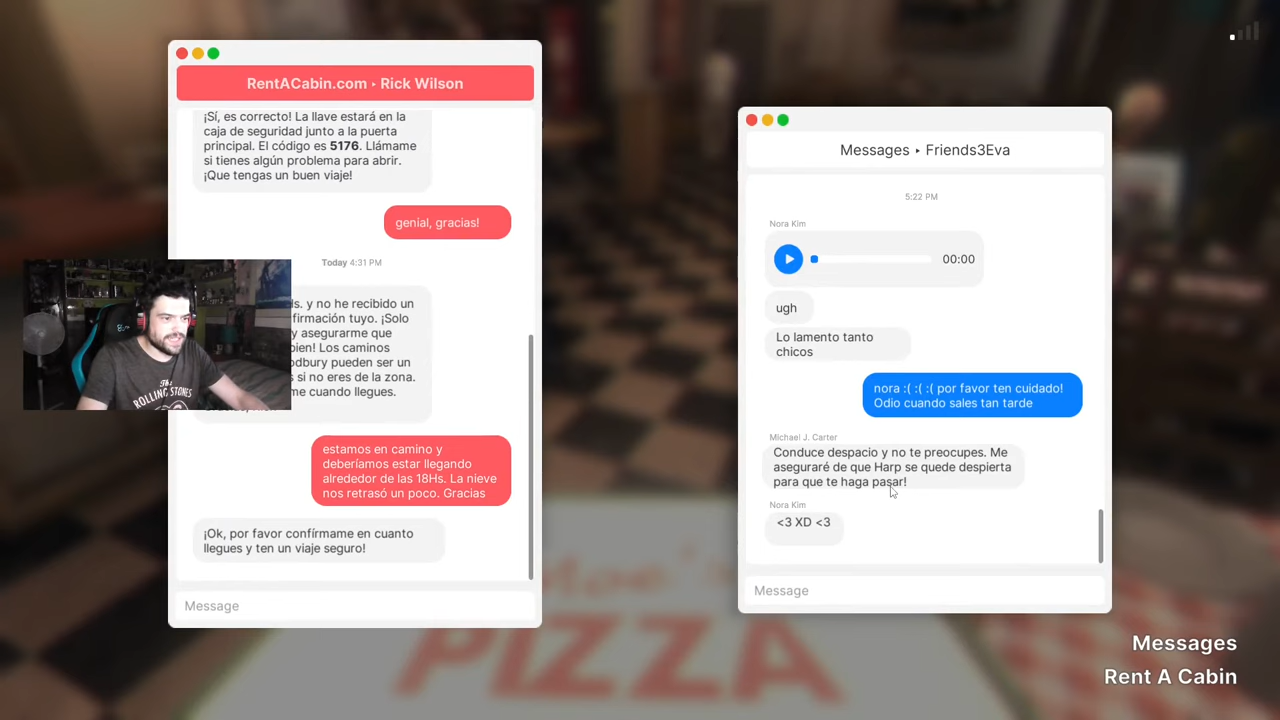 RentACabin.com ‣ Rick Wilson
¡Sí, es correcto! La llave estará en la
caja de seguridad junto a la puerta
principal. El código es 5176. Llámame
si tienes algún problema para abrir.
¡Que tengas un buen viaje!
genial, gracias!
Today 4:31 PM
ds. y no he recibido un
firmación tuyo. ¡Solo
y asegurarme que
bien! Los caminos
odbury pueden ser un
s si no eres de la zona.
me cuando llegues.
estamos en camino y
deberíamos estar llegando
alrededor de las 18Hs. La nieve
nos retrasó un poco. Gracias
¡Ok, por favor confírmame en cuanto
llegues y ten un viaje seguro!
Message
The
ROLLING STONES
Messages ‣ Friends3Eva
5:22 PM
Nora Kim
00:00
ugh
Lo lamento tanto
chicos
nora :( :( :( por favor ten cuidado!
Odio cuando sales tan tarde
Michael J. Carter
Conduce despacio y no te preocupes. Me
aseguraré de que Harp se quede despierta
para que te haga pasar!
Nora Kim
<3 XD <3
Message
Moe's
PIZZA
Messages
Rent A Cabin